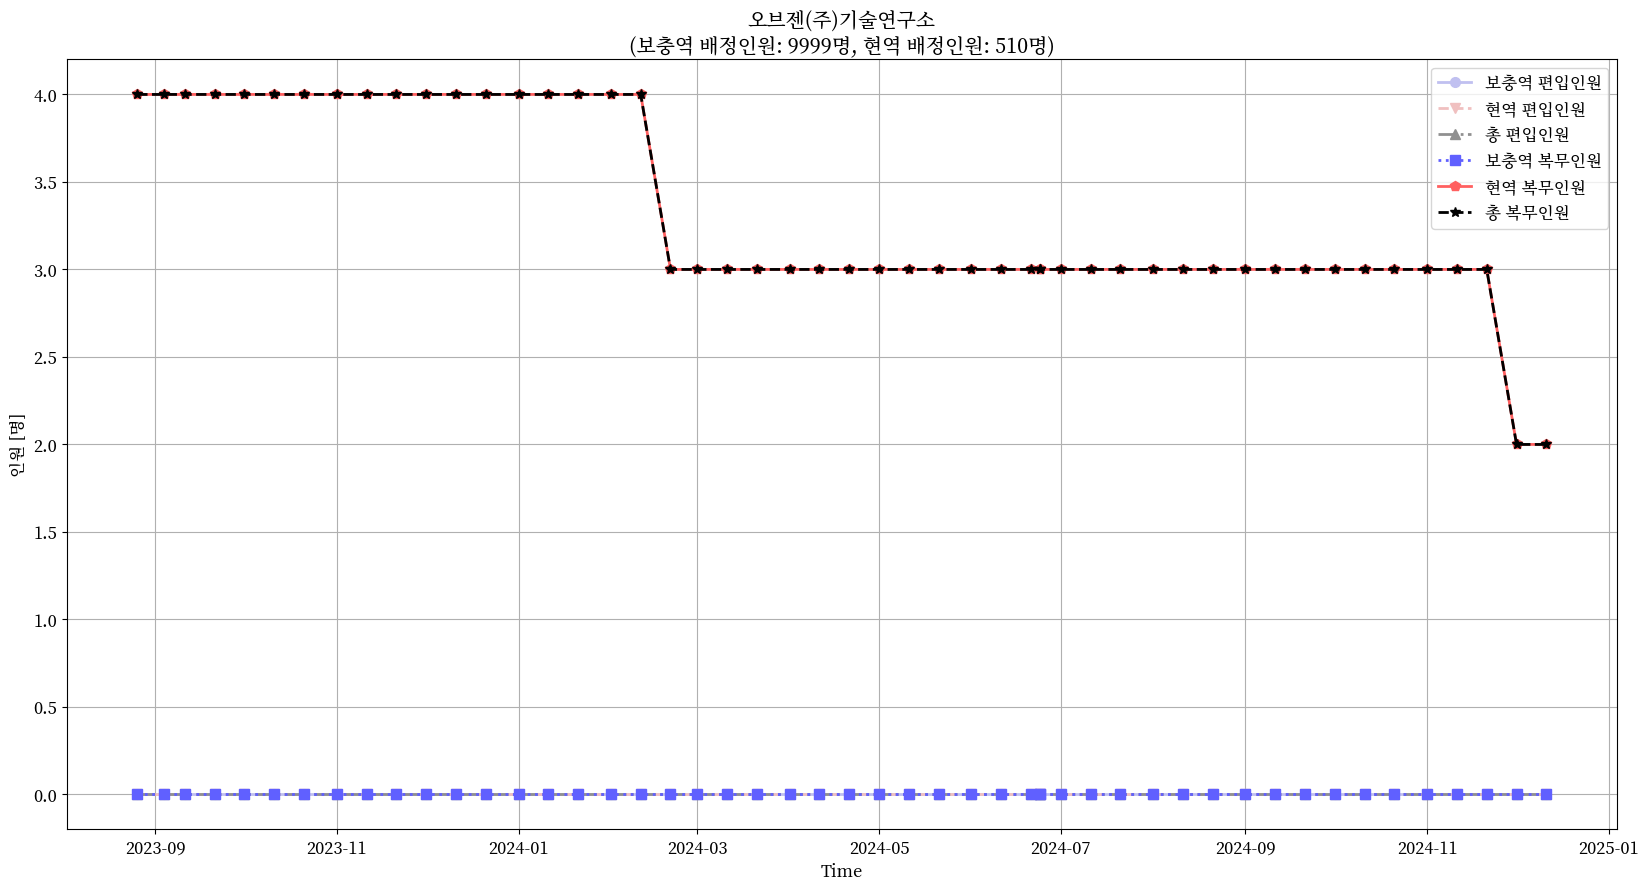 오브젠(주)기술연구소
(보충역 배정인원: 9999명, 현역 배정인원: 510명)
보충역 편입인원
현역 편입인원
총 편입인원
보충역 복무인원
현역 복무인원
총 복무인원
4.0
3.5
3.0
2.5
2.0
1.5
1.0
0.5
0.0
인원 [명]
2023-09
2023-11
2024-01
2024-03
2024-05
2024-07
2024-09
2024-11
2025-01
Time